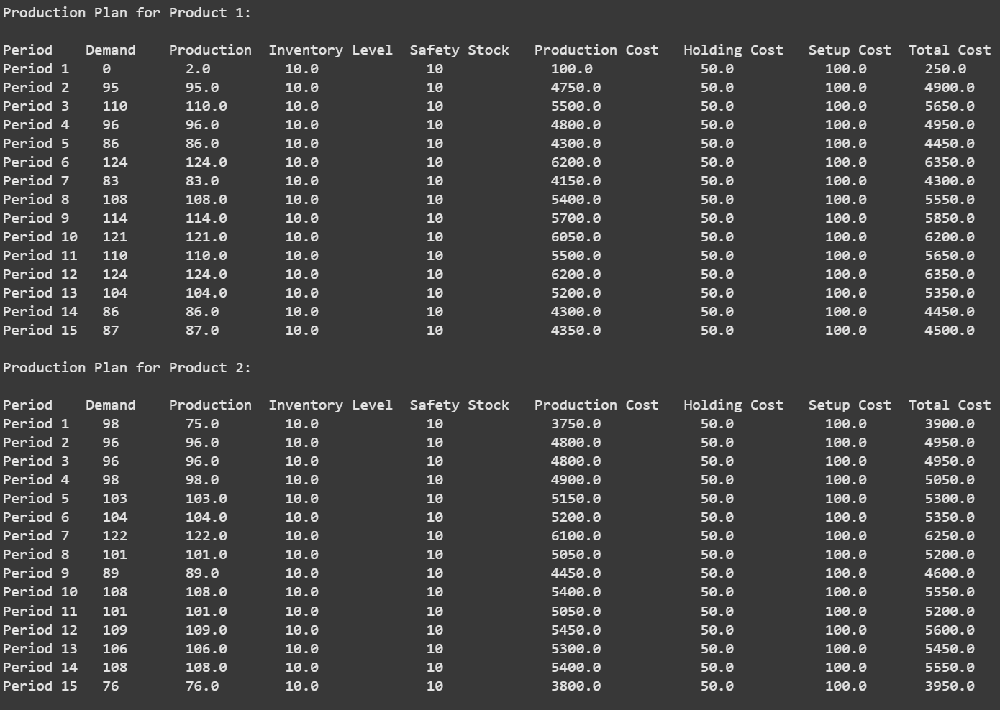 Production Plan for Product 1:
Period Demand Production Inventory Level Safety Stock Production Cost Holding Cost Setup Cost Total Cost
Period 1 0 2.0 10.0 10 100.0 50.0 100.0 250.0
Period 2 95 95.0 10.0 10 4750.0 50.0 100.0 4900.0
Period 3 110 110.0 10.0 10 5500.0 50.0 100.0 5650.0
Period 4 96 96.0 10.0 10 4800.0 50.0 100.0 4950.0
Period 5 86 86.0 10.0 10 4300.0 50.0 100.0 4450.0
Period 6 124 124.0 10.0 10 6200.0 50.0 100.0 6350.0
Period 7 83 83.0 10.0 10 4150.0 50.0 100.0 4300.0
Period 8 108 108.0 10.0 10 5400.0 50.0 100.0 5550.0
Period 9 114 114.0 10.0 10 5700.0 50.0 100.0 5850.0
Period 10 121 121.0 10.0 10 6050.0 50.0 100.0 6200.0
Period 11 110 110.0 10.0 10 5500.0 50.0 100.0 5650.0
Period 12 124 124.0 10.0 10 6200.0 50.0 100.0 6350.0
Period 13 104 104.0 10.0 10 5200.0 50.0 100.0 5350.0
Period 14 86 86.0 10.0 10 4300.0 50.0 100.0 4450.0
Period 15 87 87.0 10.0 10 4350.0 50.0 100.0 4500.0
Production Plan for Product 2:
Period Demand Production Inventory Level Safety Stock Production Cost Holding Cost Setup Cost Total Cost
Period 1 98 75.0 10.0 10 3750.0 50.0 100.0 3900.0
Period 2 96 96.0 10.0 10 4800.0 50.0 100.0 4950.0
Period 3 96 96.0 10.0 10 4800.0 50.0 100.0 4950.0
Period 4 98 98.0 10.0 10 4900.0 50.0 100.0 5050.0
Period 5 103 103.0 10.0 10 5150.0 50.0 100.0 5300.0
Period 6 104 104.0 10.0 10 5200.0 50.0 100.0 5350.0
Period 7 122 122.0 10.0 10 6100.0 50.0 100.0 6250.0
Period 8 101 101.0 10.0 10 5050.0 50.0 100.0 5200.0
Period 9 89 89.0 10.0 10 4450.0 50.0 100.0 4600.0
Period 10 108 108.0 10.0 10 5400.0 50.0 100.0 5550.0
Period 11 101 101.0 10.0 10 5050.0 50.0 100.0 5200.0
Period 12 109 109.0 10.0 10 5450.0 50.0 100.0 5600.0
Period 13 106 106.0 10.0 10 5300.0 50.0 100.0 5450.0
Period 14 108 108.0 10.0 10 5400.0 50.0 100.0 5550.0
Period 15 76 76.0 10.0 10 3800.0 50.0 100.0 3950.0